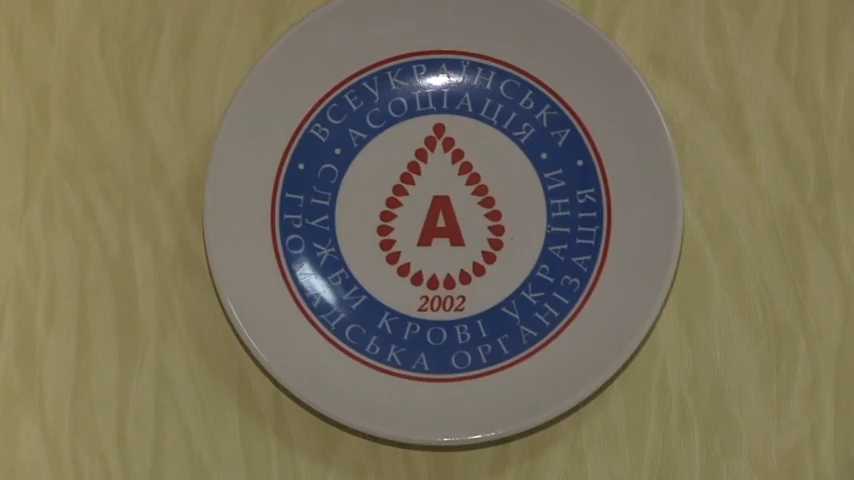 ВСЕУКРАЇНСЬКА
ГРОМАДСЬКА ОРГАНІЗАЦІЯ
АСОЦІАЦІЯ
СЛУЖБИ КРОВІ УКРАЇНИ
А
2002